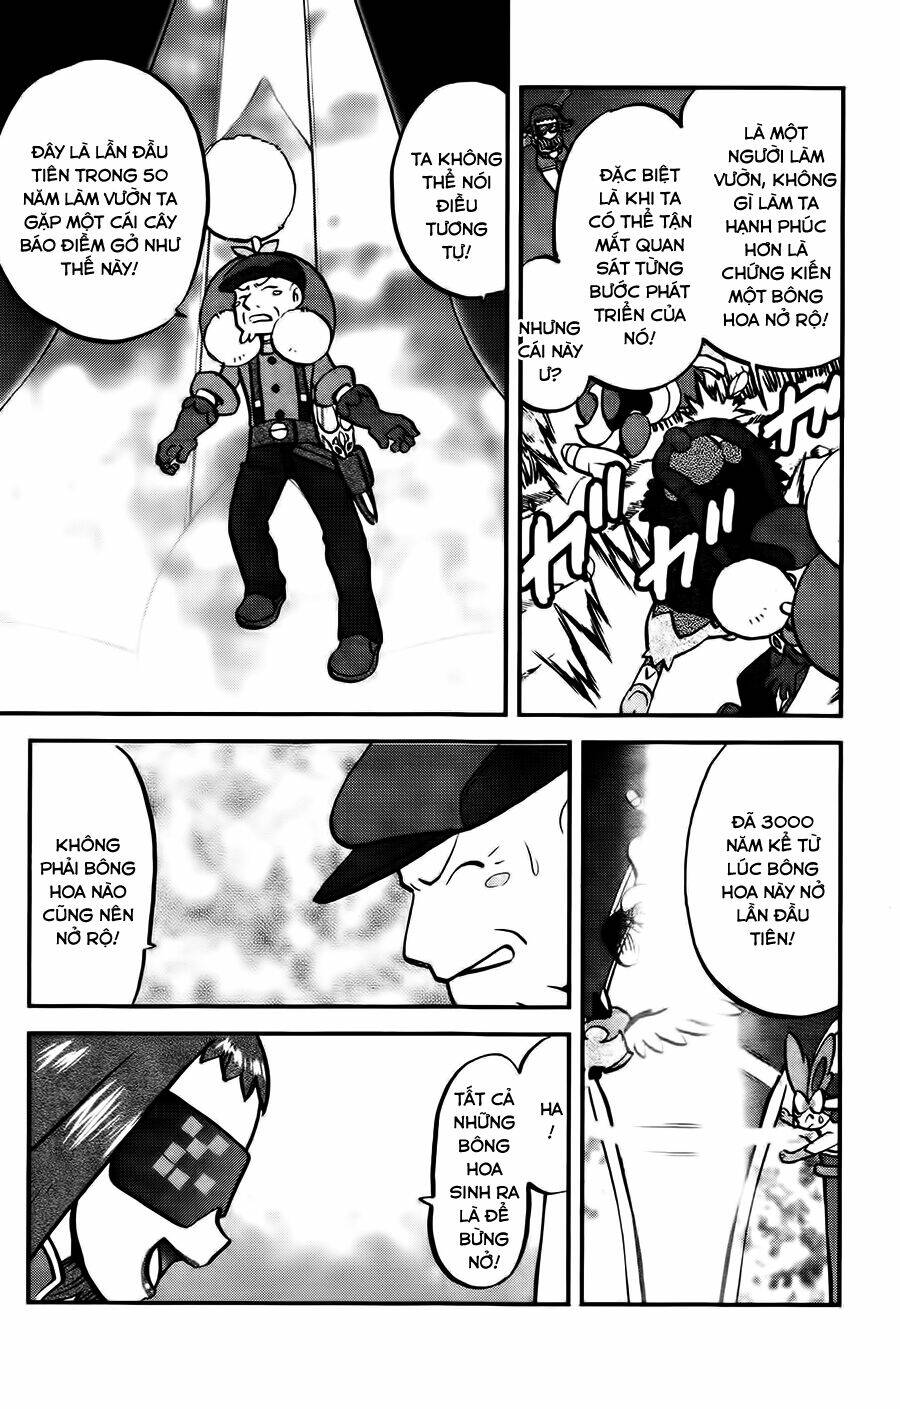 LÀ MỘT
NGƯỜI LÀM
VƯỜN, KHÔNG
GÌ LÀM TA
HẠNH PHÚC
HƠN LÀ
CHỨNG KIẾN
MỘT BÔNG
HOA NỞ RỘ!
ĐẶC BIỆT
LÀ KHI TA
CÓ THỂ TẬN
MẮT QUAN
SÁT TỪNG
BƯỚC PHÁT
TRIỂN CỦA
NÓ!
NHƯNG
CÁI NÀY
Ư?
ガガガガ
TA KHÔNG
THỂ NÓI
ĐIỀU
TƯƠNG
TỰ!
ĐÂY LÀ LẦN ĐẦU
TIÊN TRONG 50
NĂM LÀM VƯỜN TA
GẶP MỘT CÁI CÂY
BÁO ĐIỀM GỞ NHƯ
THẾ NÀY!
ĐÃ 3000
NĂM KỂ TỪ
LÚC BÔNG
HOA NÀY NỞ
LẦN ĐẦU
TIÊN!
KHÔNG
PHẢI BÔNG
HOA NÀO
CŨNG NÊN
NỞ RỘ!
HA
!
TẤT CẢ
NHỮNG
BÔNG
HOA
SINH RA
LÀ ĐỂ
BỪNG
NỞ!